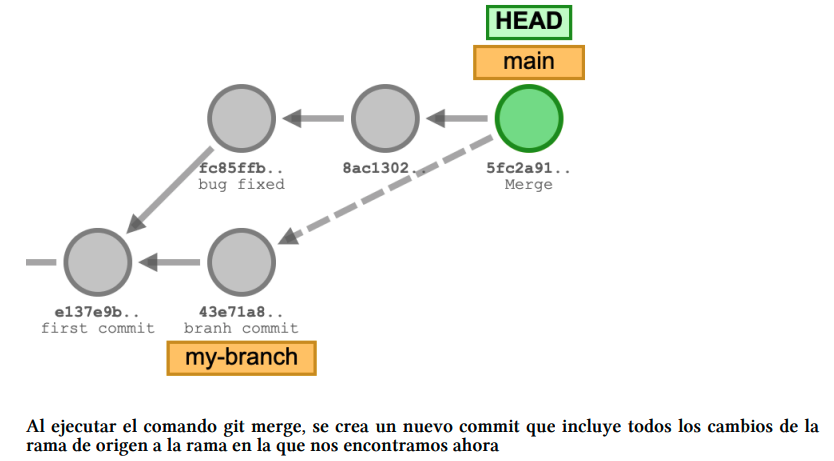 HEAD
main
fc85ffb..
bug fixed
8ac1302..
5fc2a91..
Merge
e137e9b..
first commit
43e71a8..
branh commit
my-branch
Al ejecutar el comando git merge, se crea un nuevo commit que incluye todos los cambios de la
rama de origen a la rama en la que nos encontramos ahora